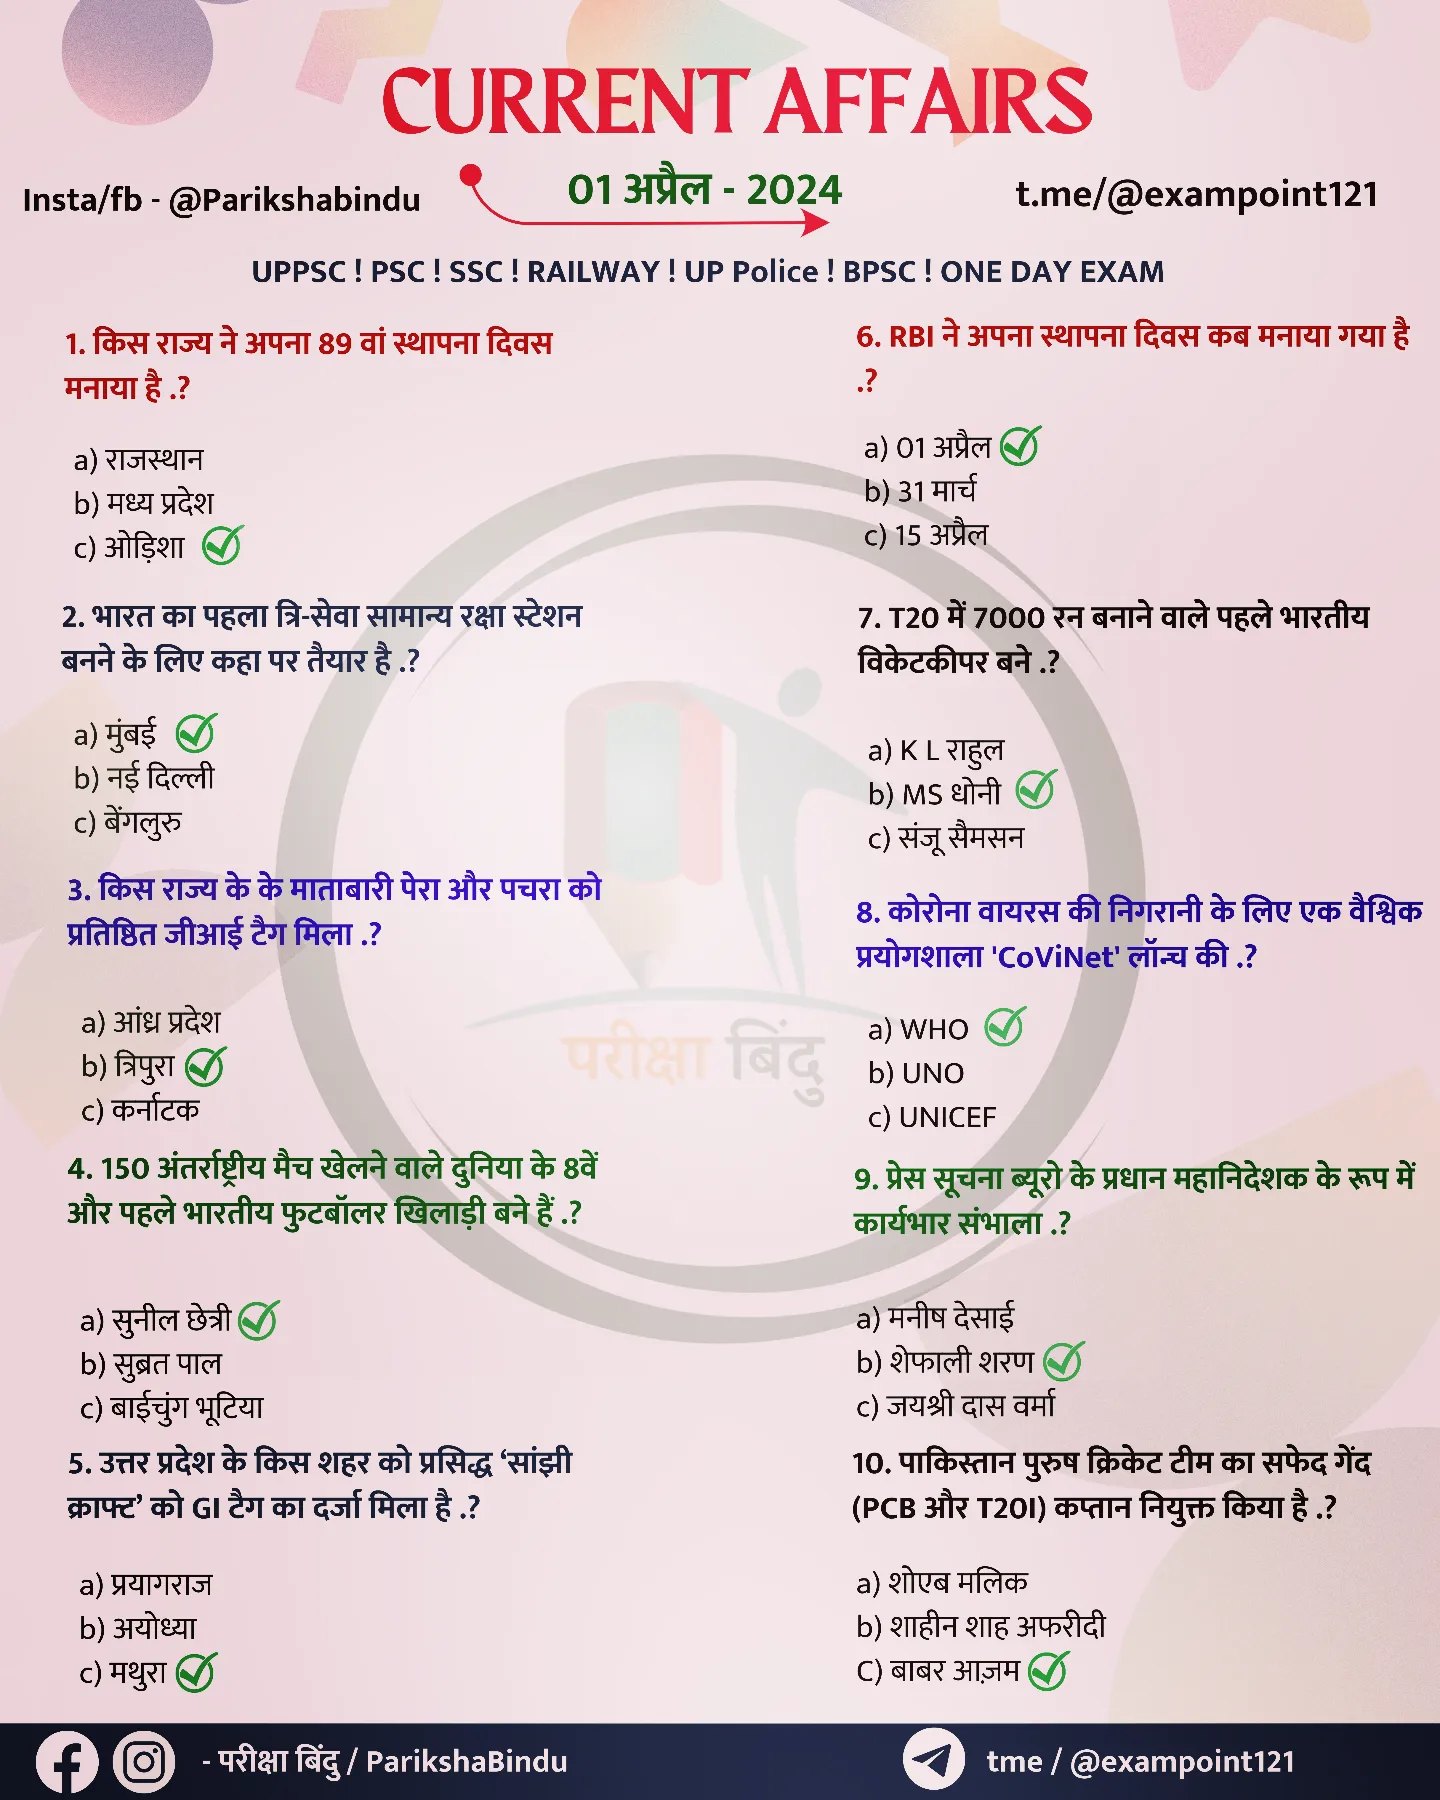 CURRENT AFFAIRS
Insta/fb - @Parikshabindu
01 अप्रैल - 2024
t.me/@exampoint121
UPPSC ! PSC ! SSC ! RAILWAY ! UP Police ! BPSC ! ONE DAY EXAM
1. किस राज्य ने अपना 89 वां स्थापना दिवस
मनाया है .?
a) राजस्थान
b) मध्य प्रदेश
c) ओड़िशा
2. भारत का पहला त्रि-सेवा सामान्य रक्षा स्टेशन
बनने के लिए कहा पर तैयार है .?
a) मुंबई
b) नई दिल्ली
c) बेंगलुरु
3. किस राज्य के के माताबारी पेरा और पचरा को
प्रतिष्ठित जीआई टैग मिला .?
a) आंध्र प्रदेश
b) त्रिपुरा
c) कर्नाटक
4. 150 अंतर्राष्ट्रीय मैच खेलने वाले दुनिया के 8वें
और पहले भारतीय फुटबॉलर खिलाड़ी बने हैं .?
a) सुनील छेत्री
b) सुब्रत पाल
c) बाईचुंग भूटिया
5. उत्तर प्रदेश के किस शहर को प्रसिद्ध ‘सांझी
क्राफ्ट’ को GI टैग का दर्जा मिला है .?
a) प्रयागराज
b) अयोध्या
c) मथुरा
6. RBI ने अपना स्थापना दिवस कब मनाया गया है
.?
a) 01 अप्रैल
b) 31 मार्च
c) 15 अप्रैल
7. T20 में 7000 रन बनाने वाले पहले भारतीय
विकेटकीपर बने .?
a) K L राहुल
b) MS धोनी
c) संजू सैमसन
8. कोरोना वायरस की निगरानी के लिए एक वैश्विक
प्रयोगशाला 'CoViNet' लॉन्च की .?
a) WHO
b) UNO
c) UNICEF
9. प्रेस सूचना ब्यूरो के प्रधान महानिदेशक के रूप में
कार्यभार संभाला .?
a) मनीष देसाई
b) शेफाली शरण
c) जयश्री दास वर्मा
10. पाकिस्तान पुरुष क्रिकेट टीम का सफेद गेंद
(PCB और T20I) कप्तान नियुक्त किया है .?
a) शोएब मलिक
b) शाहीन शाह अफरीदी
C) बाबर आज़म
परीक्षा बिंदु
- परीक्षा बिंदु / ParikshaBindu
tme / @exampoint121